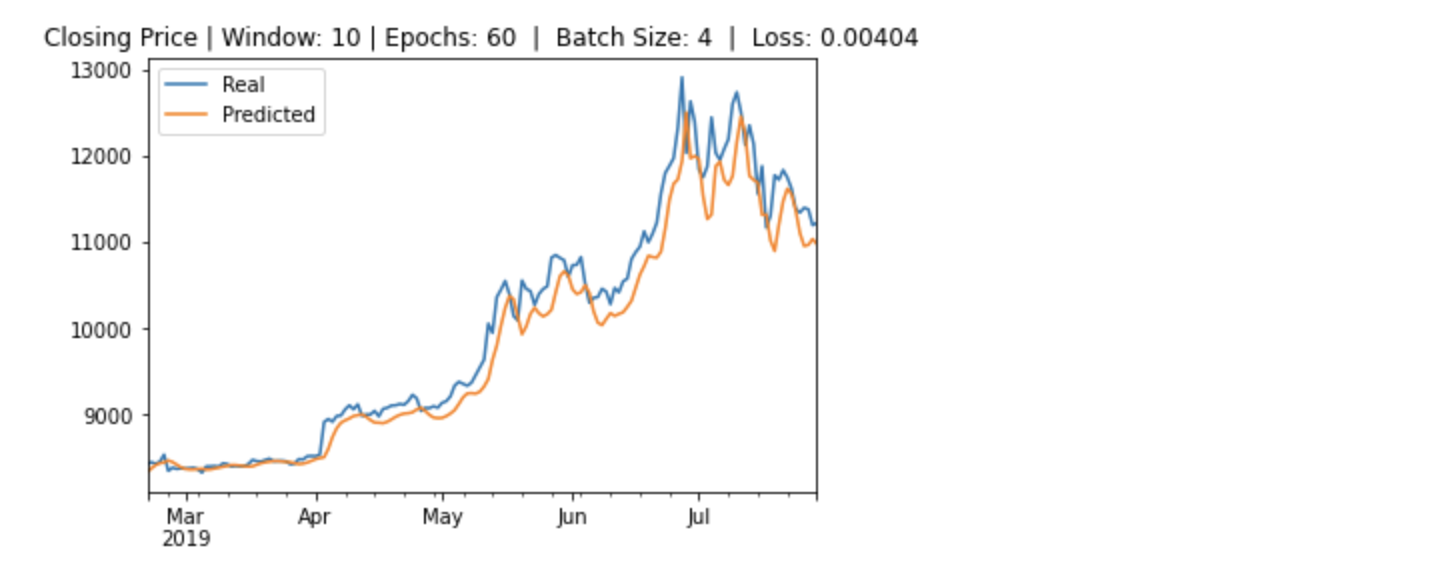 Closing Price | Window: 10 | Epochs: 60 | Batch Size: 4 | Loss: 0.00404
Real
Predicted
13000
12000
11000
10000
9000
Mar Apr May Jun Jul
2019